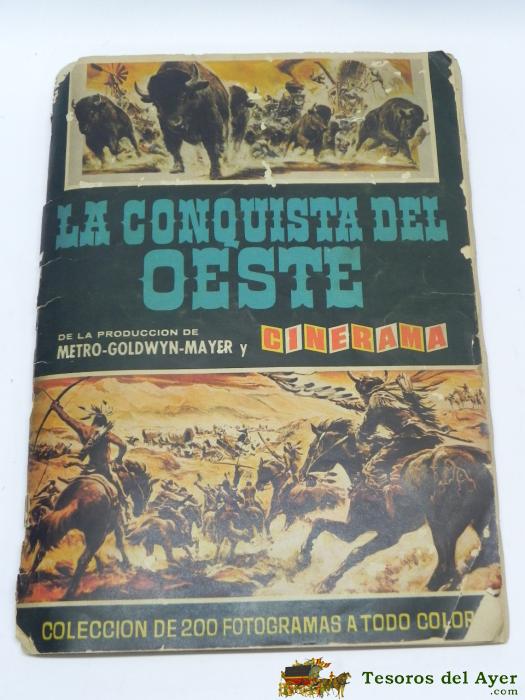 LA CONQUISTA DEL
OESTE
DE LA PRODUCCION DE
METRO-GOLDWYN-MAYER y CINERAMA
COLECCION DE 200 FOTOGRAMAS A TODO COLOR
Tesoros del Ayer
.com